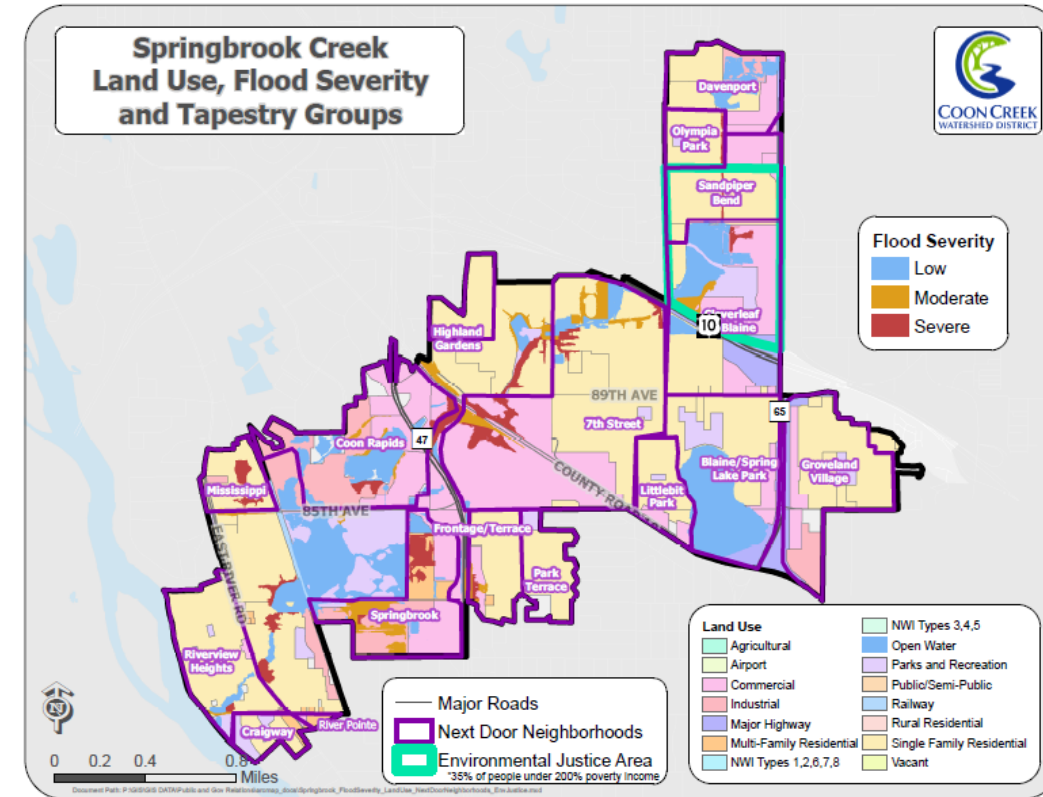 Springbrook Creek
Land Use, Flood Severity
and Tapestry Groups
COON CREEK
WATERSHED DISTRICT
Davenport
Olympia
Park
Sandpiper
Bend
Flood Severity
Low
Moderate
Severe
Blaine
10
Highland
Gardens
89TH AVE
7th Street
65
47
Coon Rapids
COUNTY ROAD
Blaine/Spring
Lake Park
Groveland
Village
Littlebit
Park
Mississippi
85TH AVE
EAST RIVER RD
Frontage/Terrace
Park
Terrace
Springbrook
Riverview
Heights
River Pointe
Craigway
N
0 0.2 0.4 0.8
Miles
Major Roads
Next Door Neighborhoods
Environmental Justice Area
*35% of people under 200% poverty income
Land Use
Agricultural
Airport
Commercial
Industrial
Major Highway
Multi-Family Residential
NWI Types 1,2,6,7,8
NWI Types 3,4,5
Open Water
Parks and Recreation
Public/Semi-Public
Railway
Rural Residential
Single Family Residential
Vacant